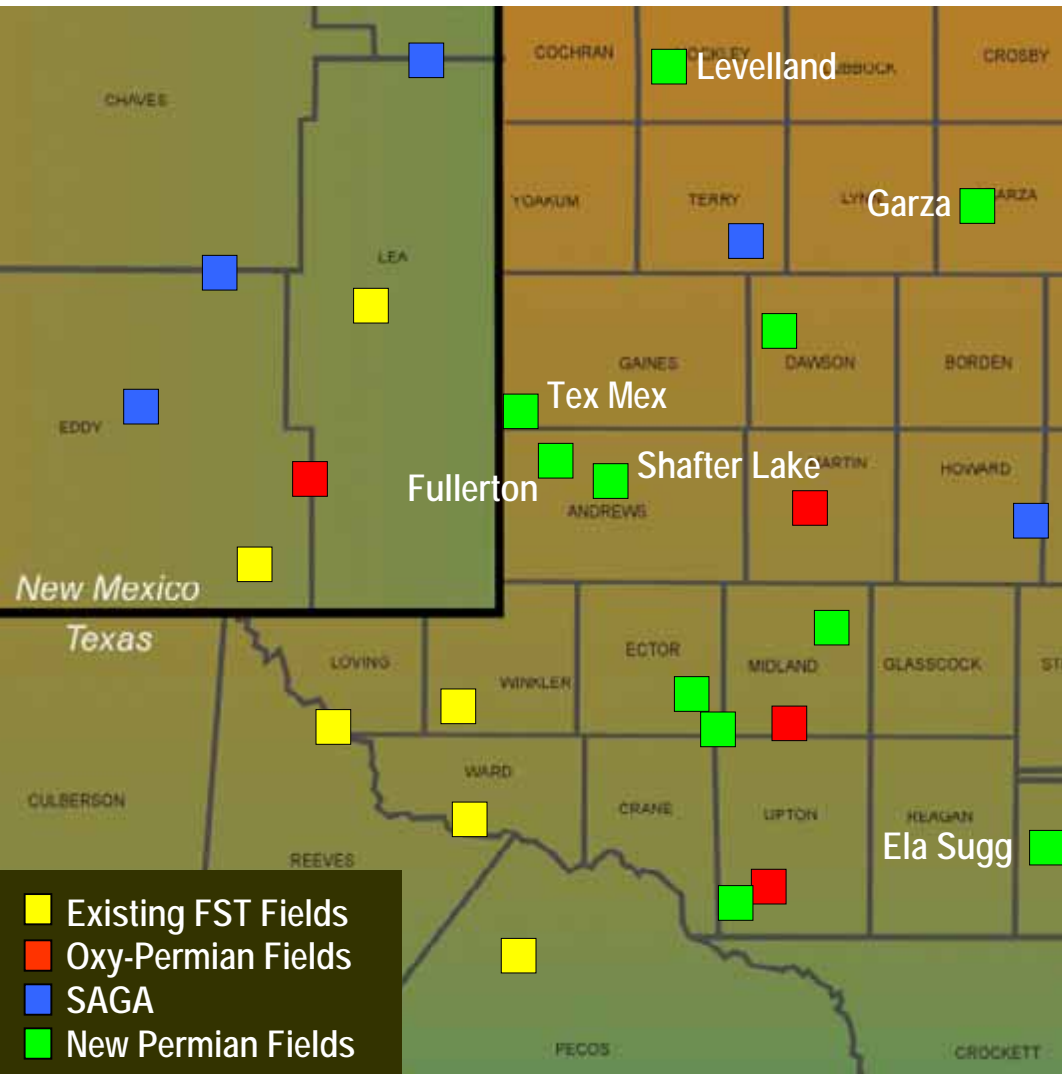 COCHRAN
CROSBY
Levelland
CHAVES
YOAKUM
TERRY
Garza
LEA
GAINES
DAWSON
BORDEN
Tex Mex
EDDY
Shafter Lake
HOWARD
Fullerton
ANDREWS
New Mexico
Texas
ECTOR
LOVING
MIDLAND
GLASSCOCK
WINKLER
WARD
CULBERSON
CRANE
UPTON
REAGAN
Ela Sugg
REEVES
Existing FST Fields
Oxy-Permian Fields
SAGA
New Permian Fields
PECOS
CROCKETT